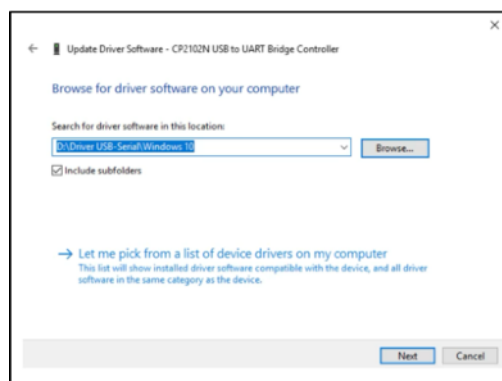 Update Driver Software - CP2102N USB to UART Bridge Controller
Browse for driver software on your computer
Search for driver software in this location:
D:\Driver USB-Serial\Windows 10
Browse...
Include subfolders
Let me pick from a list of device drivers on my computer
This list will show installed driver software compatible with the device, and all driver
software in the same category as the device.
Next
Cancel